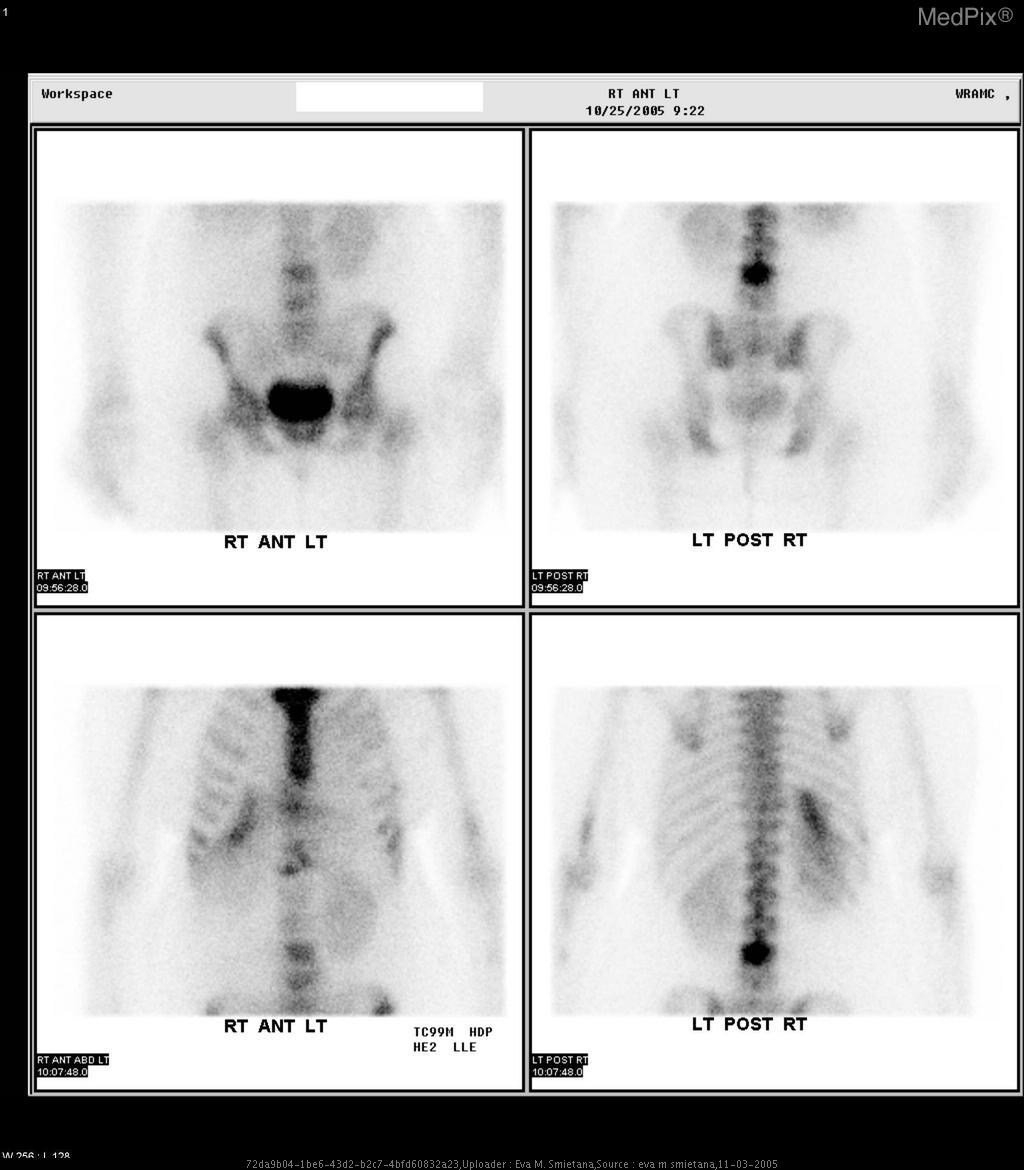 1
MedPix®
Workspace
RT ANT LT
WRAMC ,
10/25/2005 9:22
RT ANT LT
LT POST RT
RT ANT LT
09:56:28.0
LT POST RT
09:56:28.0
RT ANT LT
LT POST RT
TC99M HDP
HE2 LLE
RT ANT ABD LT
10:07:48.0
LT POST RT
10:07:48.0
W 256 : L 128
72da9b04-1be6-43d2-b2c7-4bfd60832a23,Uploader : Eva M. Smietana,Source : eva m smietana,11-03-2005